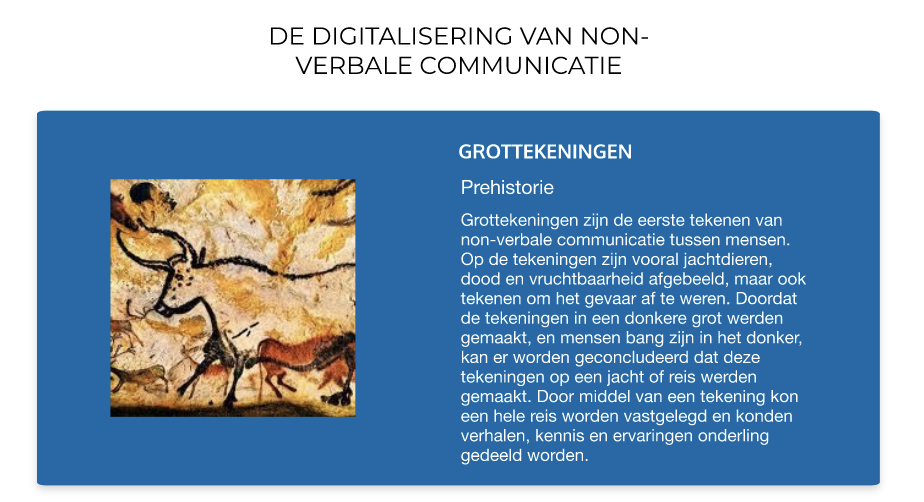 DE DIGITALISERING VAN NON-
VERBALE COMMUNICATIE
GROTTEKENINGEN
Prehistorie
Grottekeningen zijn de eerste tekenen van
non-verbale communicatie tussen mensen.
Op de tekeningen zijn vooral jachtdieren,
dood en vruchtbaarheid afgebeeld, maar ook
tekenen om het gevaar af te weren. Doordat
de tekeningen in een donkere grot werden
gemaakt, en mensen bang zijn in het donker,
kan er worden geconcludeerd dat deze
tekeningen op een jacht of reis werden
gemaakt. Door middel van een tekening kon
een hele reis worden vastgelegd en konden
verhalen, kennis en ervaringen onderling
gedeeld worden.